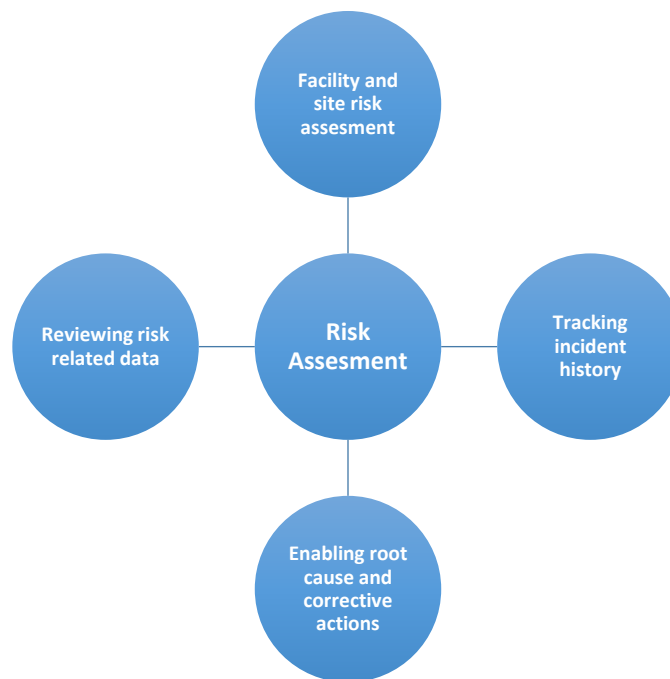 Facility and
site risk
assesment
Reviewing risk
related data
Risk
Assesment
Tracking
incident
history
Enabling root
cause and
corrective
actions